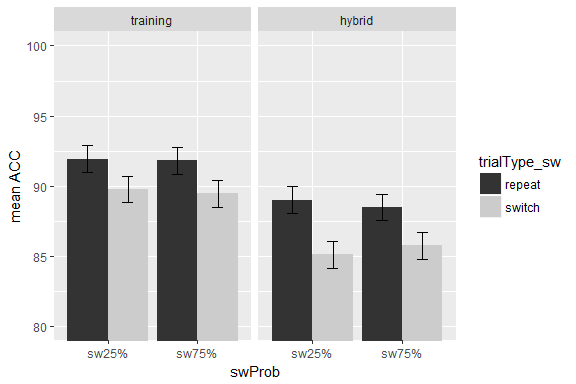 training
hybrid
100
95
90
85
80
mean ACC
sw25%
sw75%
sw25%
sw75%
swProb
trialType_sw
repeat
switch